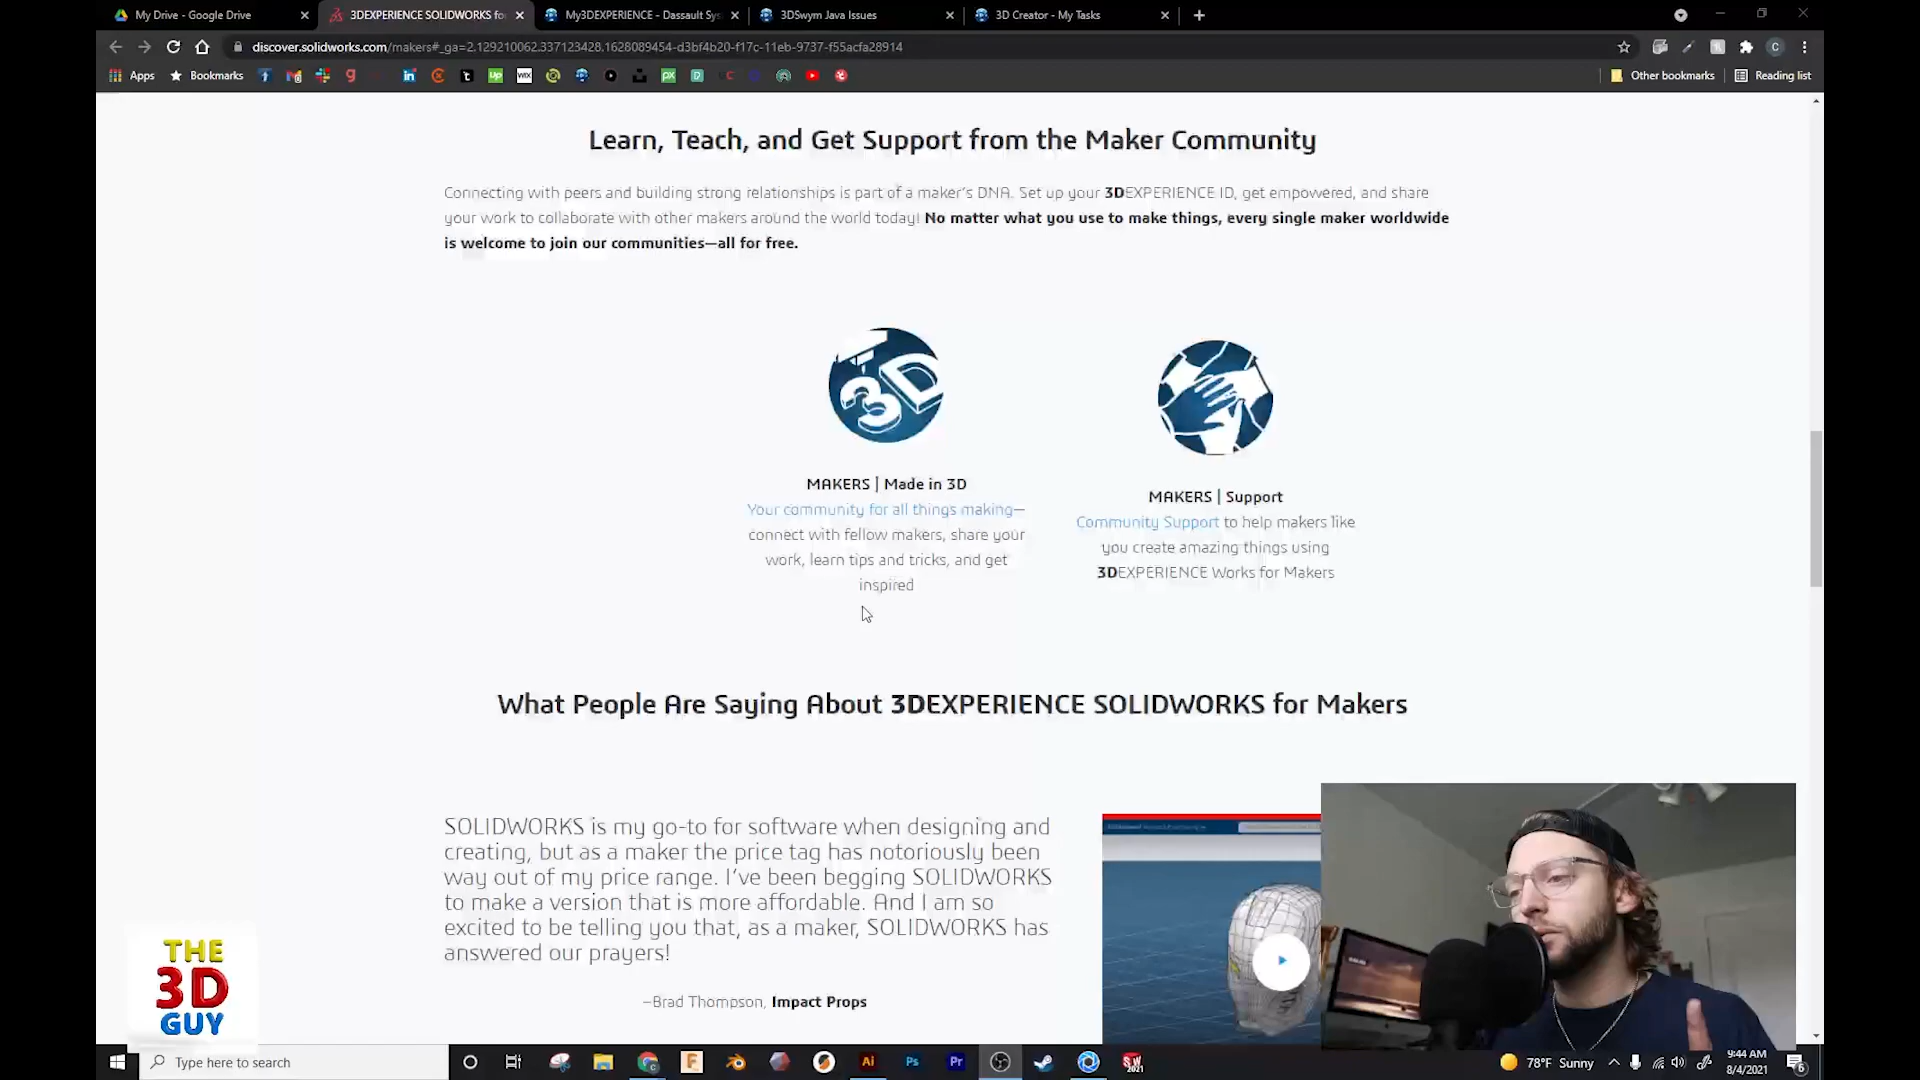 My Drive - Google Drive
3DEXPERIENCE SOLIDWORKS fo
My3DEXPERIENCE - Dassault Sys
3DSwym Java Issues
3D Creator - My Tasks
discover.solidworks.com/makers#_ga=2.129210062.337123428.1628089454-d3bf4b20-f17c-11eb-9737-f55acfa28914
Apps
Bookmarks
Other bookmarks
Reading list
Learn, Teach, and Get Support from the Maker Community
Connecting with peers and building strong relationships is part of a maker's DNA. Set up your 3DEXPERIENCE ID, get empowered, and share
your work to collaborate with other makers around the world today! No matter what you use to make things, every single maker worldwide
is welcome to join our communities—all for free.
3D
MAKERS | Made in 3D
Your community for all things making—
connect with fellow makers, share your
work, learn tips and tricks, and get
inspired
MAKERS | Support
Community Support to help makers like
you create amazing things using
3DEXPERIENCE Works for Makers
What People Are Saying About 3DEXPERIENCE SOLIDWORKS for Makers
SOLIDWORKS is my go-to for software when designing and
creating, but as a maker the price tag has notoriously been
way out of my price range. I've been begging SOLIDWORKS
to make a version that is more affordable. And I am so
excited to be telling you that, as a maker, SOLIDWORKS has
answered our prayers!
—Brad Thompson, Impact Props
THE
3D
GUY
Type here to search
Ai
Ps
Pr
SW
2021
78°F Sunny
9:44 AM
8/4/2021
6